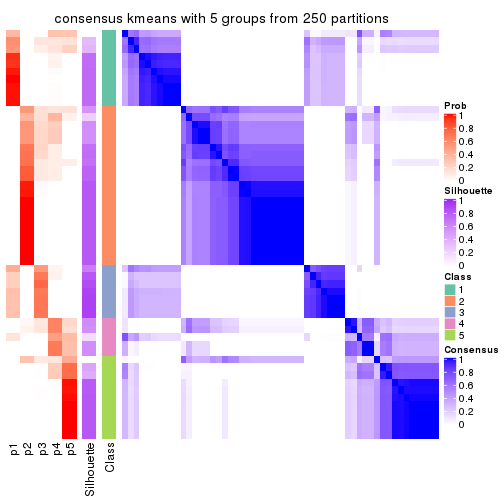 consensus kmeans with 5 groups from 250 partitions
Prob
1
0.8
0.6
0.4
0.2
0
Silhouette
1
0.8
0.6
0.4
0.2
0
Class
1
2
3
4
5
Consensus
1
0.8
0.6
0.4
0.2
0
p1
p2
p3
p4
p5
Silhouette
Class